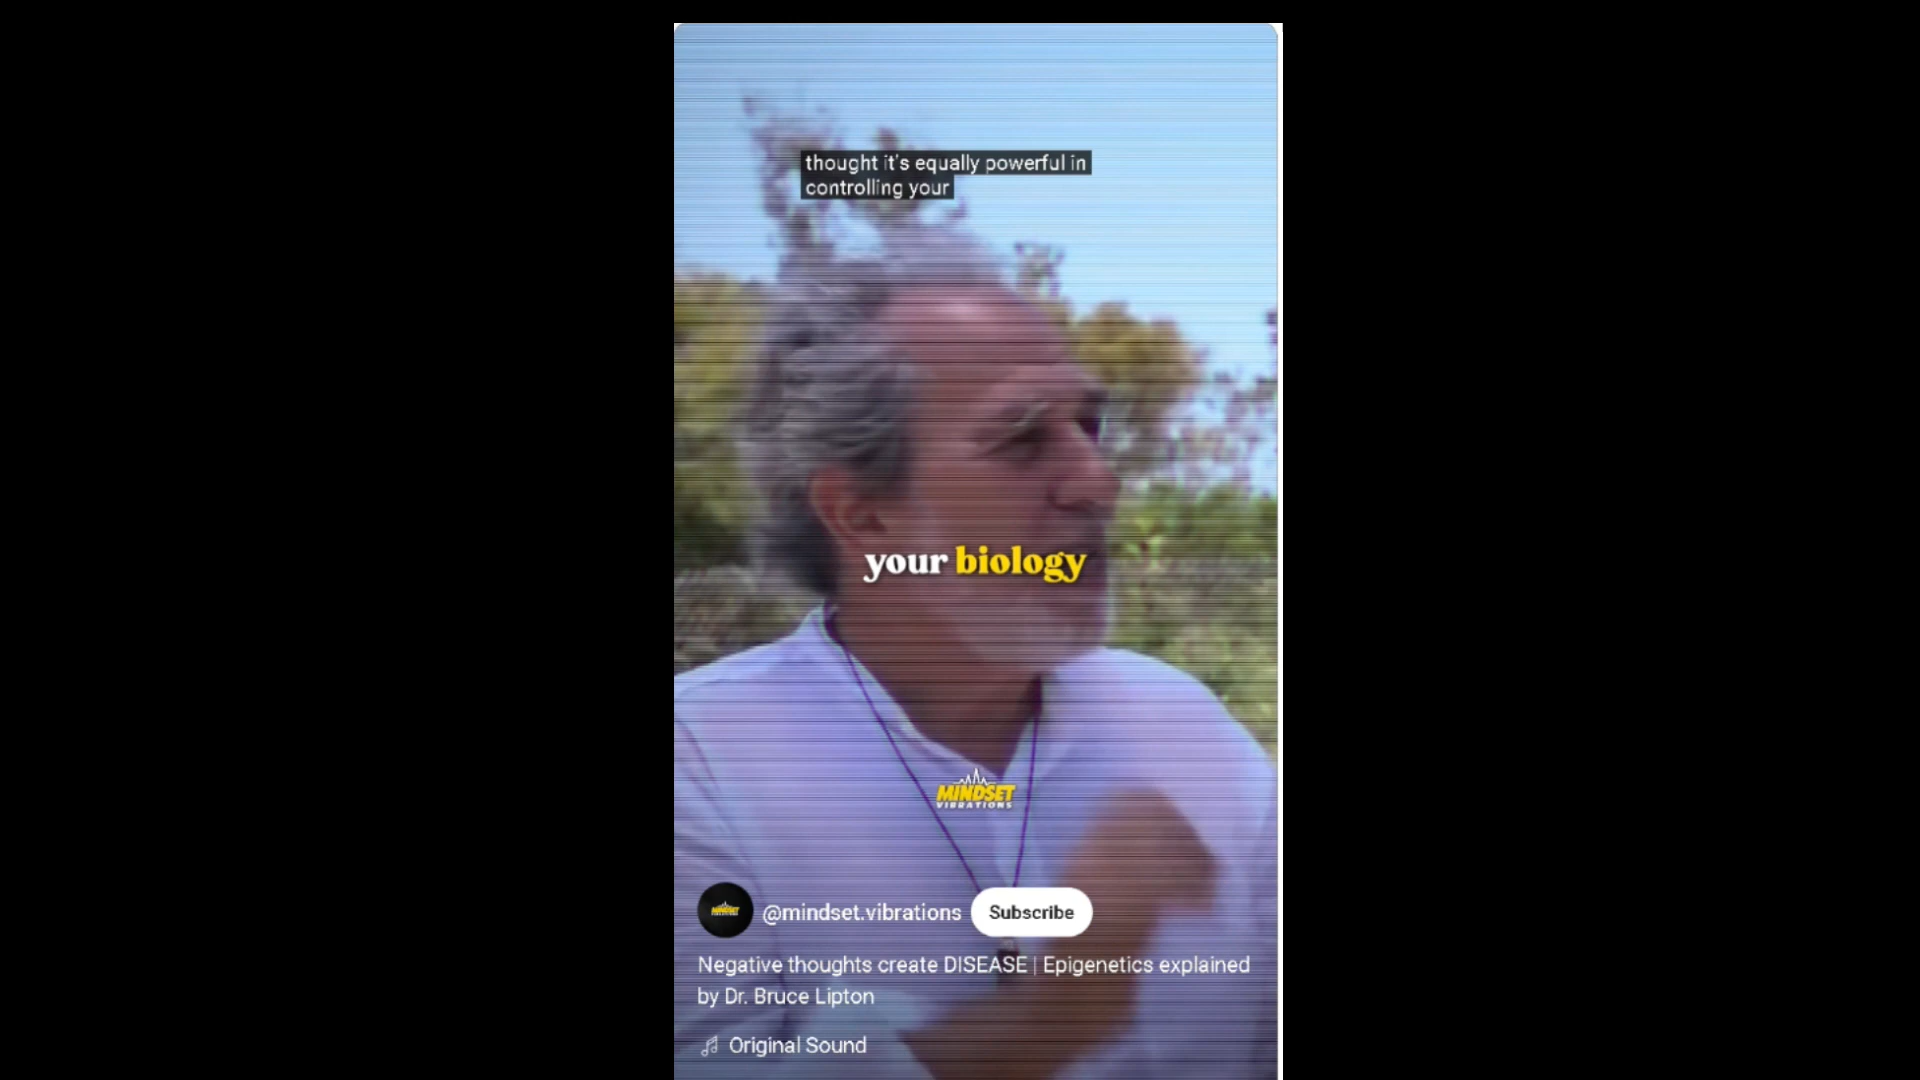 thought it's equally powerful in
controlling your
your biology
MINDSET
VIBRATIONS
@mindset.vibrations Subscribe
Negative thoughts create DISEASE | Epigenetics explained
by Dr. Bruce Lipton
Original Sound